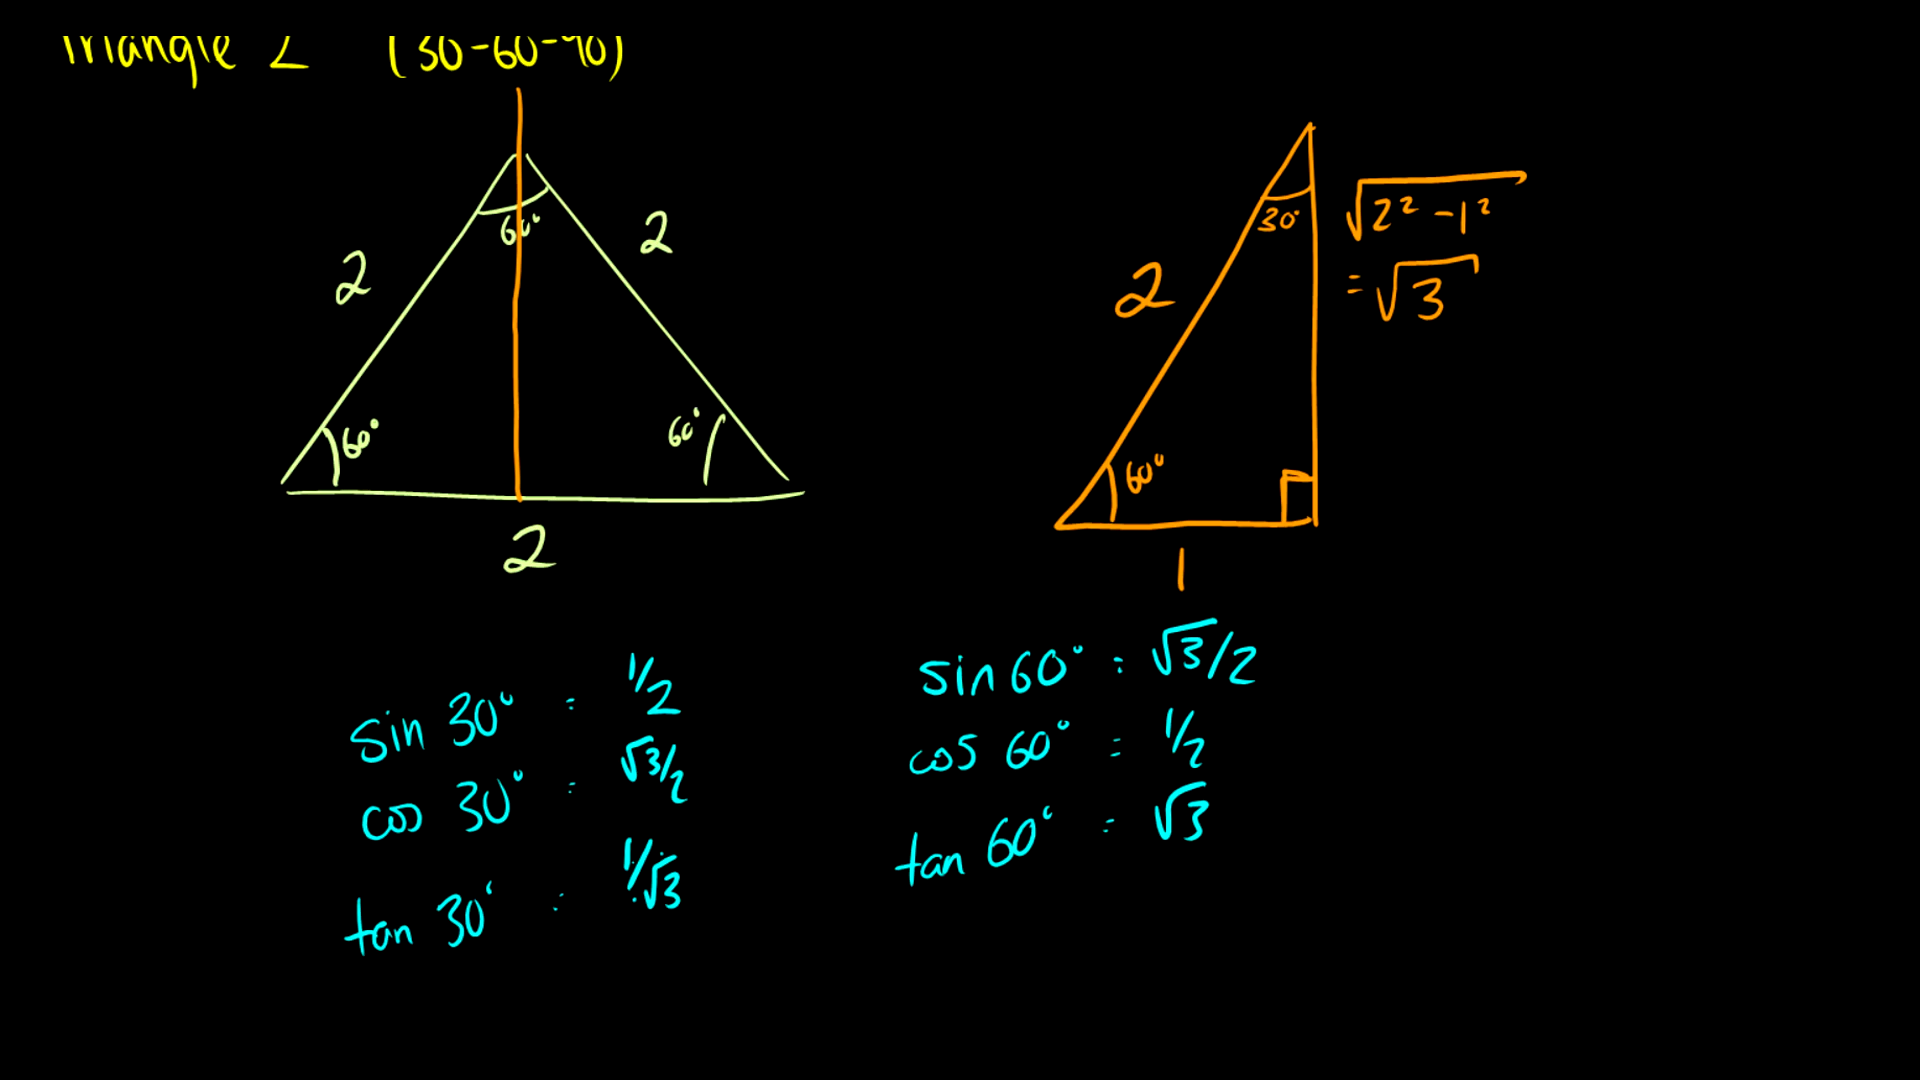 Triangle 2 (30-60-90)
60°
2
2
60°
60°
2
30°
√2² - 1²
= √3
2
60°
1
sin 30° = 1/2
cos 30° = √3/2
tan 30° = 1/√3
sin 60° = √3/2
cos 60° = 1/2
tan 60° = √3